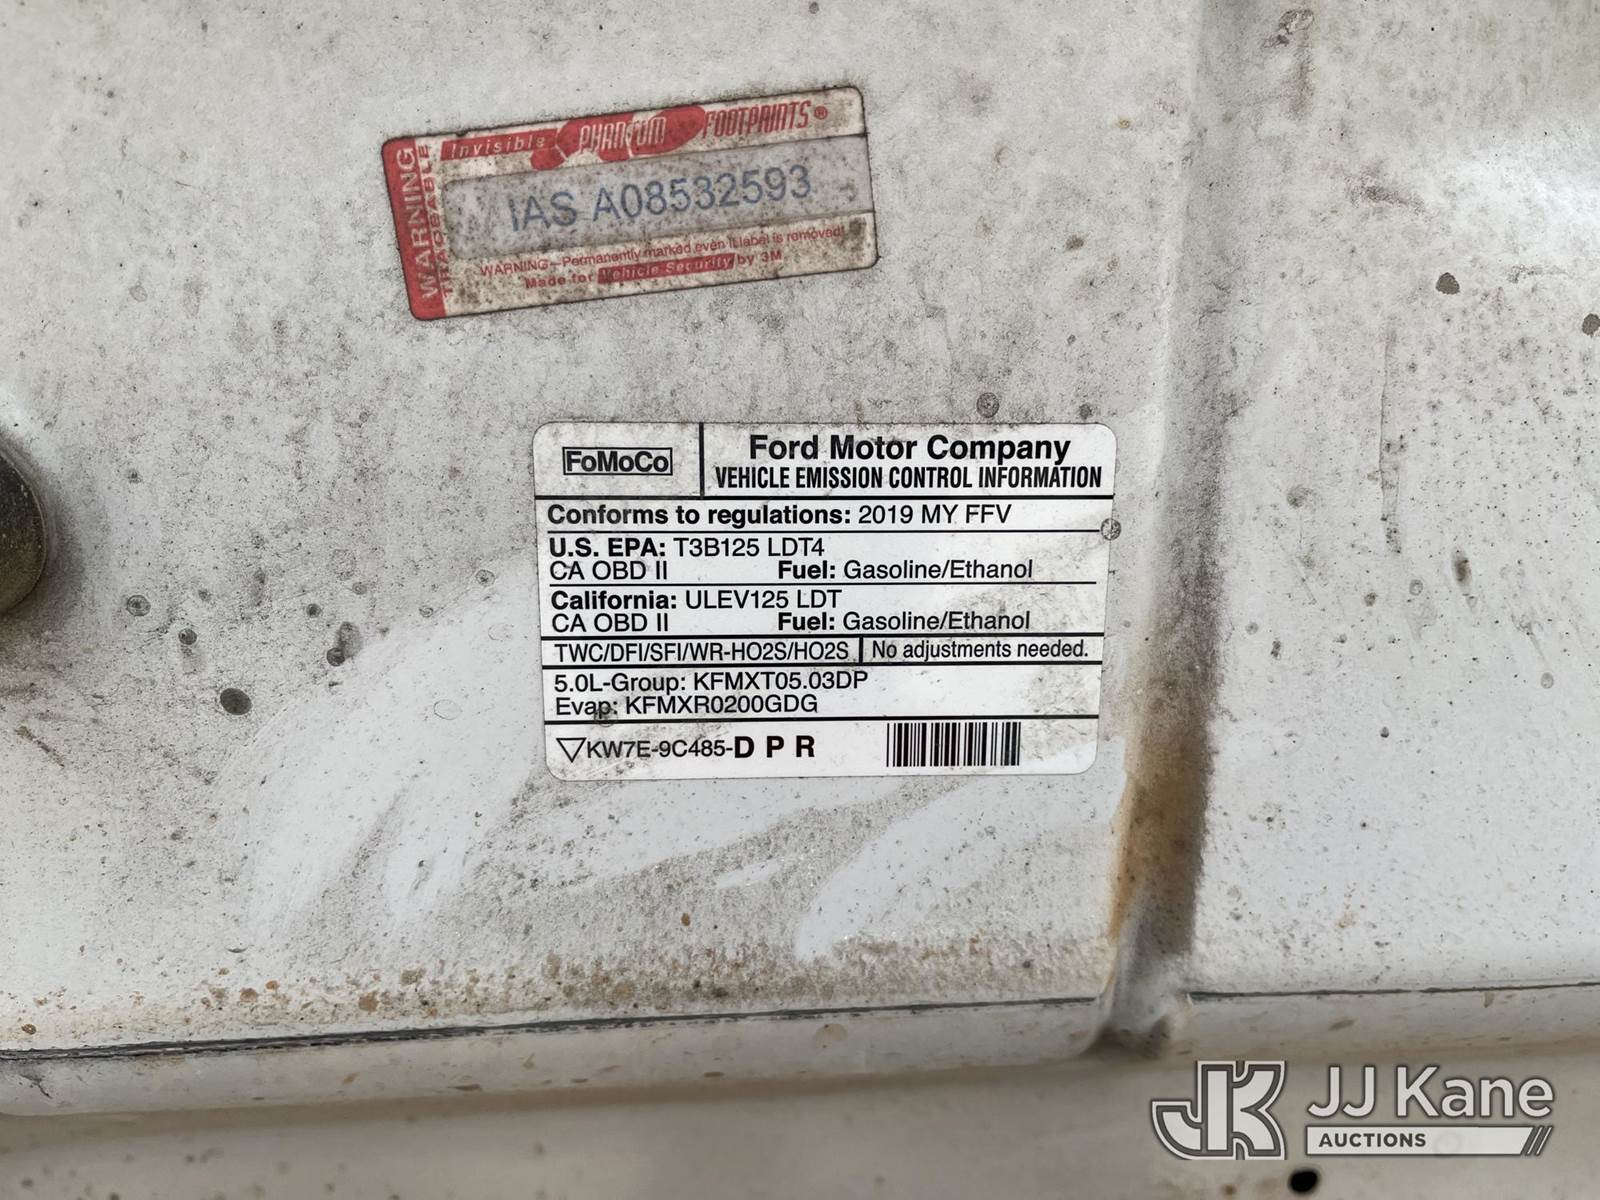 WARNING
TRACEABLE
Invisible PHANTOM FOOTPRINTS®
IAS A08532593
WARNING—Permanently marked even if label is removed!
Made for Vehicle Security by 3M
FoMoCo
Ford Motor Company
VEHICLE EMISSION CONTROL INFORMATION
Conforms to regulations: 2019 MY FFV
U.S. EPA: T3B125 LDT4
CA OBD II Fuel: Gasoline/Ethanol
California: ULEV125 LDT
CA OBD II Fuel: Gasoline/Ethanol
TWC/DFI/SFI/WR-HO2S/HO2S No adjustments needed.
5.0L-Group: KFMXT05.03DP
Evap: KFMXR0200GDG
KW7E-9C485-D P R
JK JJ Kane
AUCTIONS